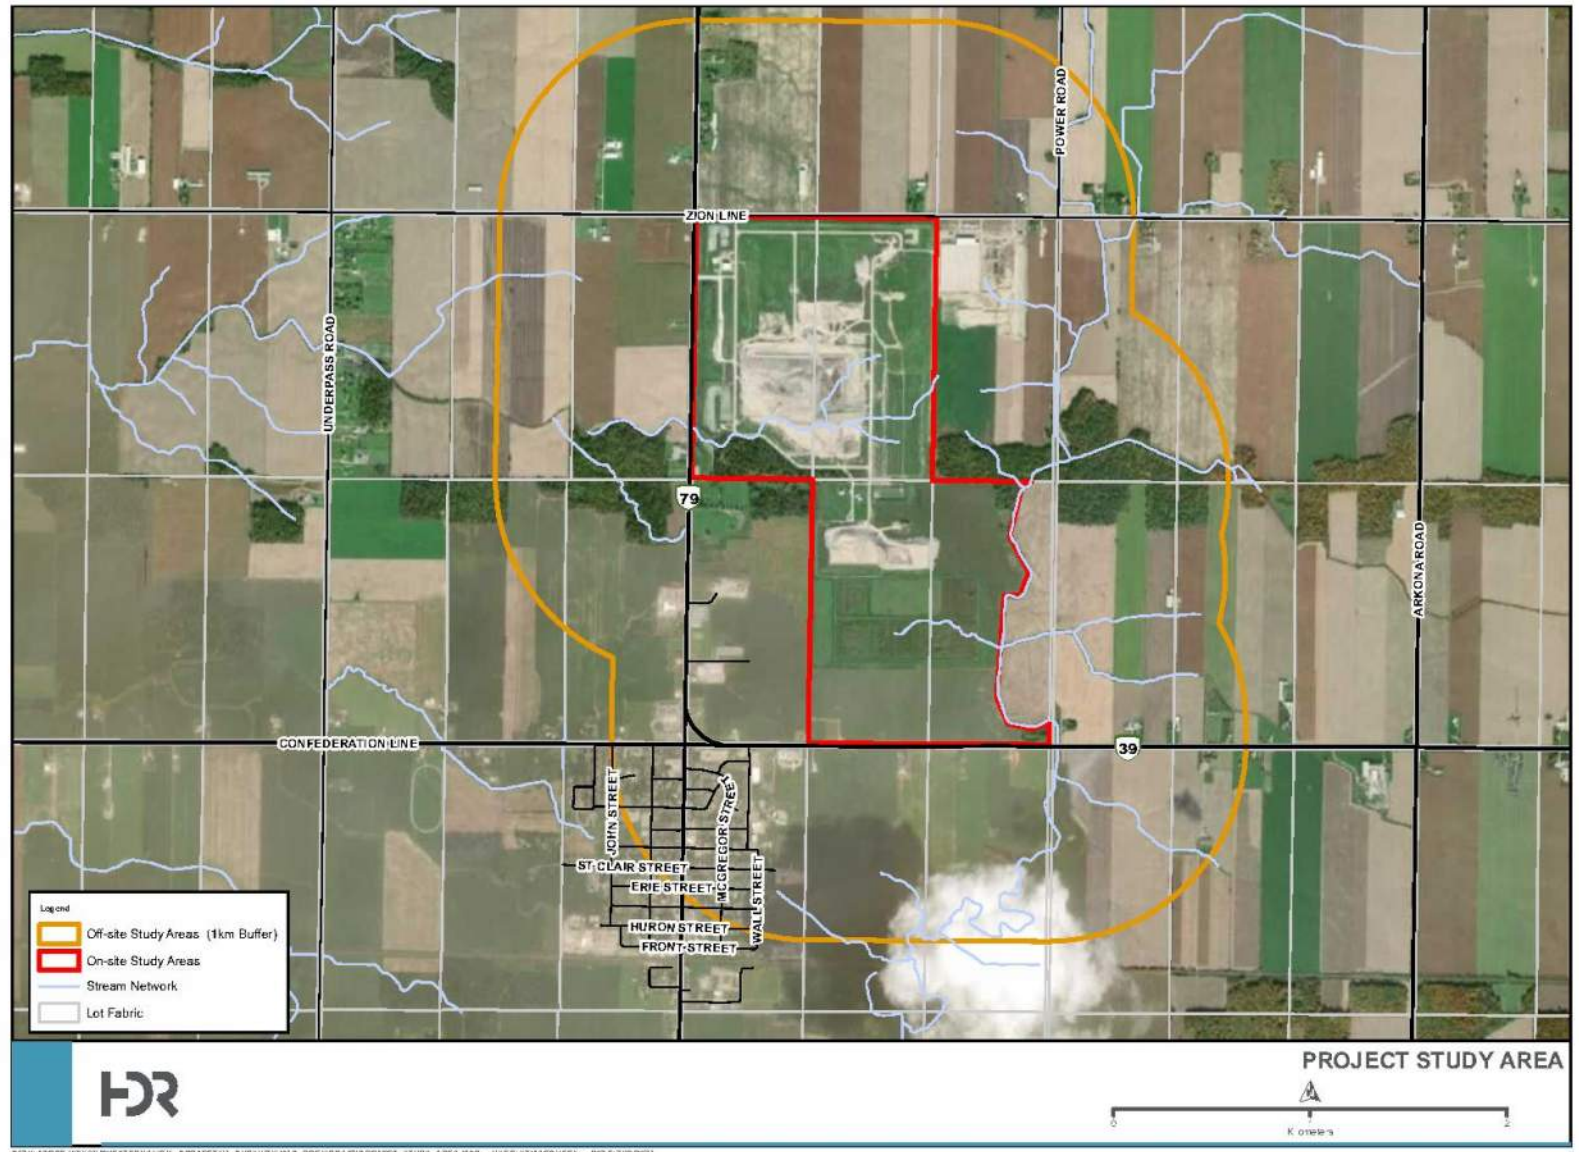 POWER ROAD
ZION LINE
UNDERPASS ROAD
79
ARKONA ROAD
CONFEDERATION LINE
39
JOHN STREET
MCGREGOR STREET
ST CLAIR STREET
ERIE STREET
WALL STREET
HURON STREET
FRONT STREET
Legend
Off-site Study Areas (1km Buffer)
On-site Study Areas
Stream Network
Lot Fabric
HDR
PROJECT STUDY AREA
0 1 2
Kilometers